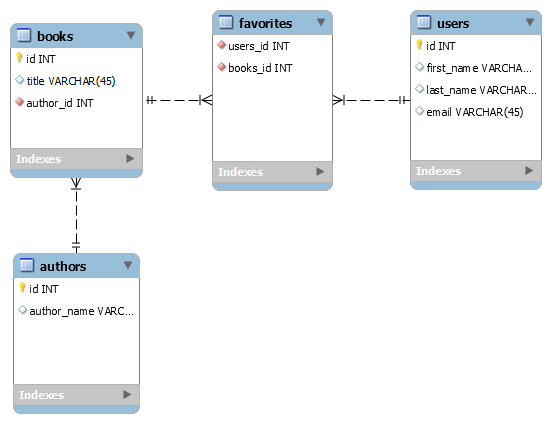 books
id INT
title VARCHAR(45)
author_id INT
Indexes
favorites
users_id INT
books_id INT
Indexes
users
id INT
first_name VARCHA...
last_name VARCHAR...
email VARCHAR(45)
Indexes
authors
id INT
author_name VARC...
Indexes